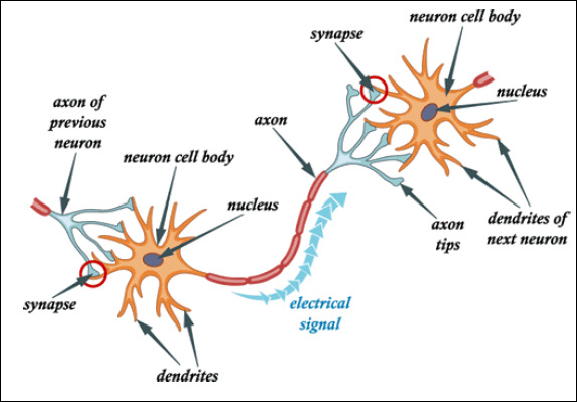 neuron cell body
synapse
nucleus
axon of
previous
neuron
axon
neuron cell body
nucleus
axon
tips
dendrites of
next neuron
synapse
electrical
signal
dendrites